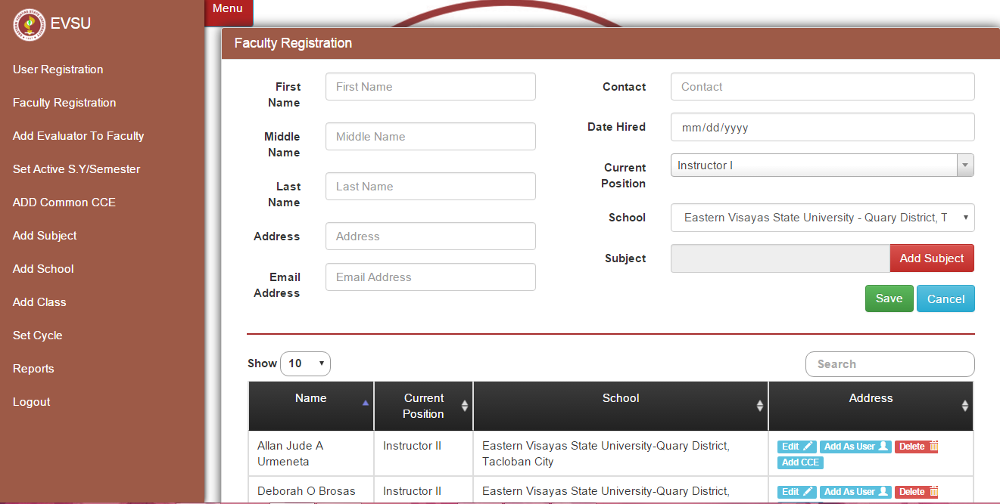 EVSU
User Registration
Faculty Registration
Add Evaluator To Faculty
Set Active S.Y/Semester
ADD Common CCE
Add Subject
Add School
Add Class
Set Cycle
Reports
Logout
Menu
Faculty Registration
First
Name
First Name
Middle
Name
Middle Name
Last
Name
Last Name
Address
Address
Email
Address
Email Address
Contact
Contact
Date Hired
mm/dd/yyyy
Current
Position
Instructor I
School
Eastern Visayas State University - Quary District, T
Subject
Add Subject
Save Cancel
Show 10
Search
Name
Current
Position
School
Address
Allan Jude A
Urmeneta
Instructor II
Eastern Visayas State University-Quary District,
Tacloban City
Edit Add As User Delete
Add CCE
Deborah O Brosas
Instructor II
Eastern Visayas State University-Quary District,
Edit Add As User Delete